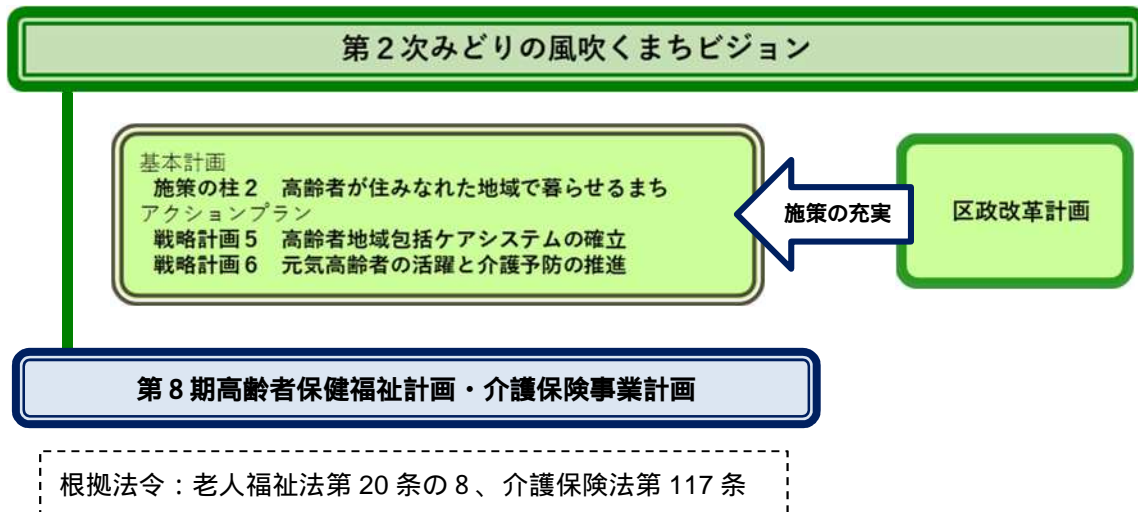 第２次みどりの風吹くまちビジョン
基本計画
施策の柱２　高齢者が住みなれた地域で暮らせるまち
アクションプラン
戦略計画５　高齢者地域包括ケアシステムの確立
戦略計画６　元気高齢者の活躍と介護予防の推進
施策の充実
区政改革計画
第８期高齢者保健福祉計画・介護保険事業計画
根拠法令：老人福祉法第 20 条の８、介護保険法第 117 条